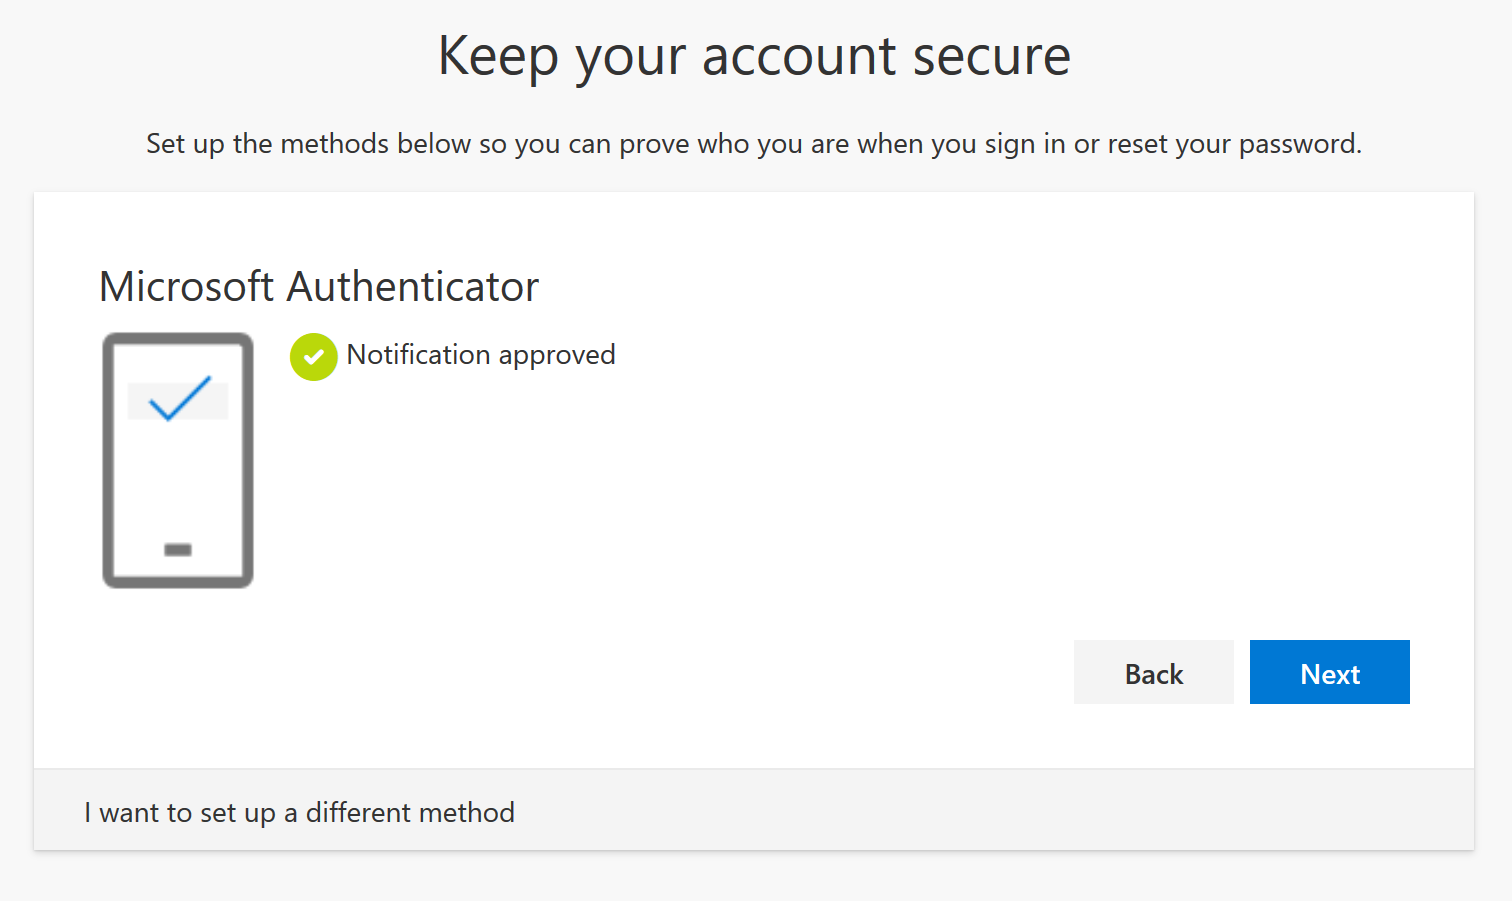 Keep your account secure
Set up the methods below so you can prove who you are when you sign in or reset your password.
Microsoft Authenticator
Notification approved
Back
Next
I want to set up a different method